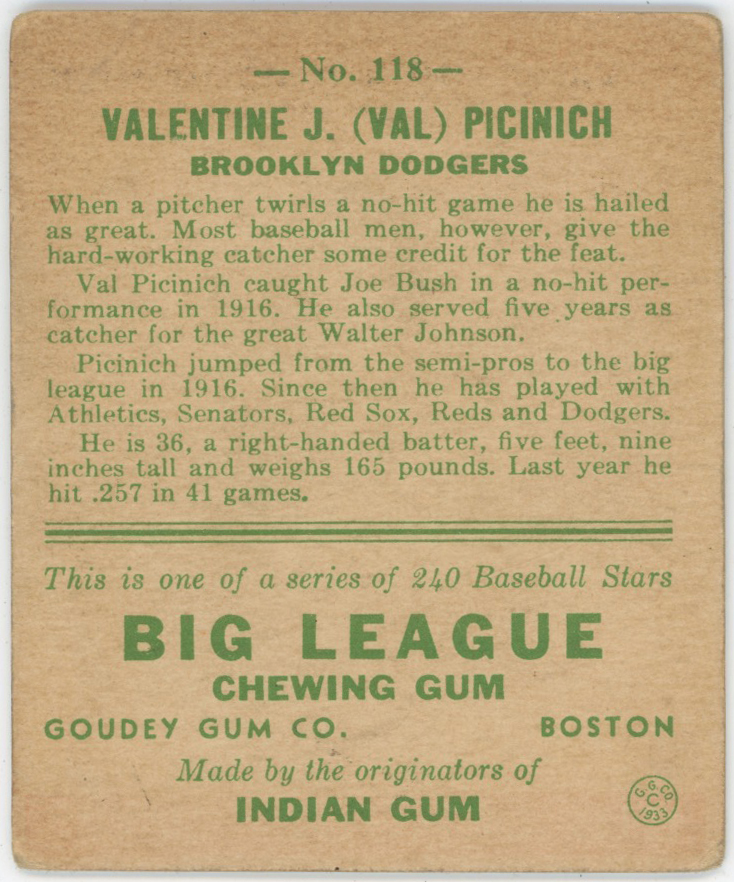 — No. 118 —
VALENTINE J. (VAL) PICINICH
BROOKLYN DODGERS
When a pitcher twirls a no-hit game he is hailed
as great. Most baseball men, however, give the
hard-working catcher some credit for the feat.
Val Picinich caught Joe Bush in a no-hit per-
formance in 1916. He also served five years as
catcher for the great Walter Johnson.
Picinich jumped from the semi-pros to the big
league in 1916. Since then he has played with
Athletics, Senators, Red Sox, Reds and Dodgers.
He is 36, a right-handed batter, five feet, nine
inches tall and weighs 165 pounds. Last year he
hit .257 in 41 games.
This is one of a series of 240 Baseball Stars
BIG LEAGUE
CHEWING GUM
GOUDEY GUM CO. BOSTON
Made by the originators of
INDIAN GUM
G.G.CO.
C
1933